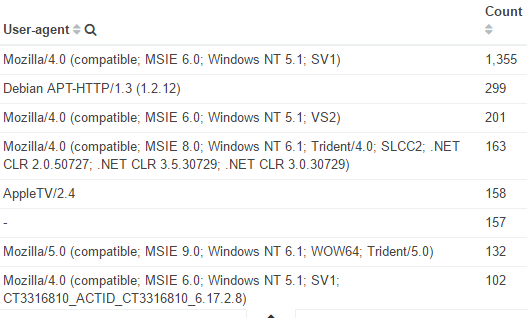 Count
User-agent
Mozilla/4.0 (compatible; MSIE 6.0; Windows NT 5.1; SV1) 1,355
Debian APT-HTTP/1.3 (1.2.12) 299
Mozilla/4.0 (compatible; MSIE 6.0; Windows NT 5.1; VS2) 201
Mozilla/4.0 (compatible; MSIE 8.0; Windows NT 6.1; Trident/4.0; SLCC2; .NET 163
CLR 2.0.50727; .NET CLR 3.5.30729; .NET CLR 3.0.30729)
AppleTV/2.4 158
- 157
Mozilla/5.0 (compatible; MSIE 9.0; Windows NT 6.1; WOW64; Trident/5.0) 132
Mozilla/4.0 (compatible; MSIE 6.0; Windows NT 5.1; SV1; 102
CT3316810_ACTID_CT3316810_6.17.2.8)